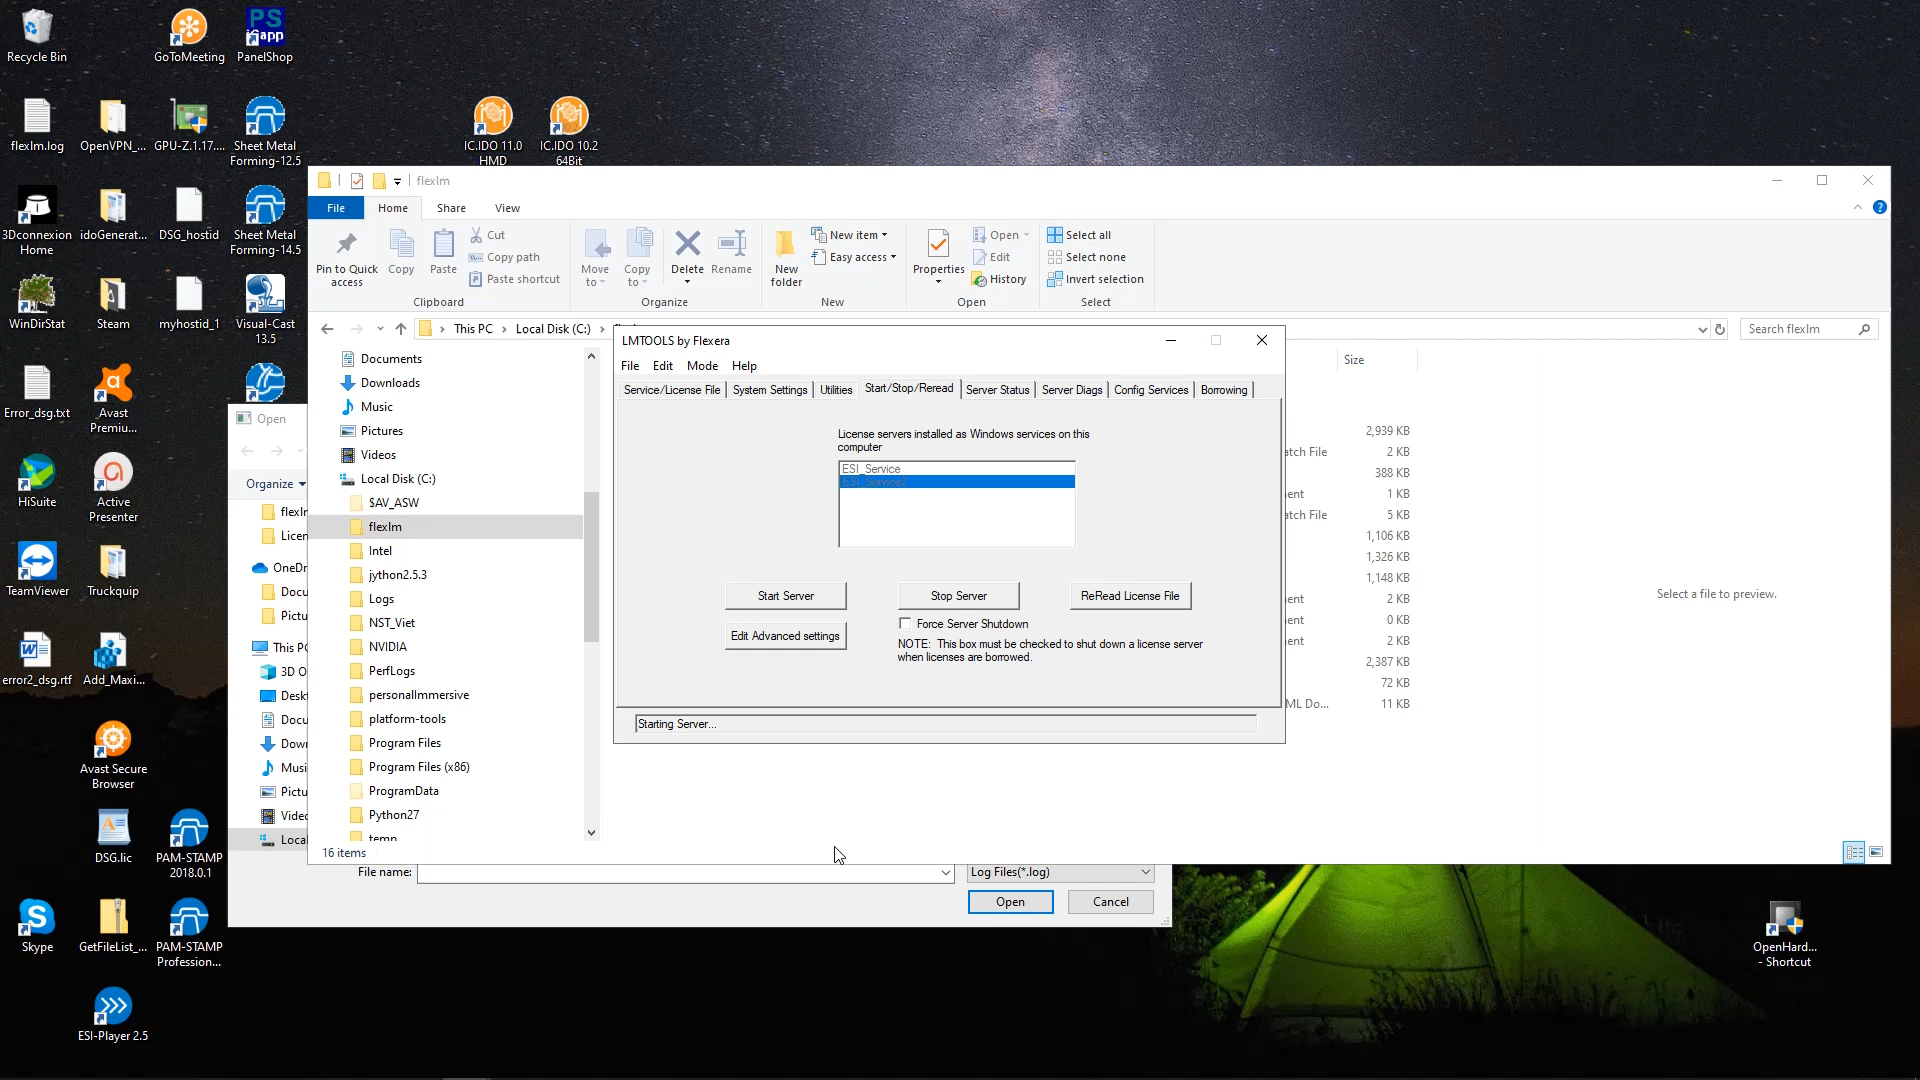 Recycle Bin
GoToMeeting
PS
iCapp
PanelShop
flexlm.log
OpenVPN_...
GPU-Z.1.17....
Sheet Metal
Forming-12.5
IC.IDO 11.0
HMD
IC.IDO 10.2
64Bit
3Dconnexion
Home
idoGenerat...
DSG_hostid
Sheet Metal
Forming-14.5
WinDirStat
Steam
myhostid_1
Visual-Cast
13.5
Error_dsg.txt
Avast
Premiu...
HiSuite
Active
Presenter
TeamViewer
Truckquip
error2_dsg.rtf
Add_Maxi...
Avast Secure
Browser
DSG.lic
PAM-STAMP
2018.0.1
Skype
GetFileList_...
PAM-STAMP
Profession...
ESI-Player 2.5
OpenHard...
- Shortcut
flexlm
File
Home
Share
View
Pin to Quick
access
Copy
Paste
Cut
Copy path
Paste shortcut
Clipboard
Move
to
Copy
to
Delete
Rename
Organize
New
folder
New item
Easy access
New
Properties
Open
Edit
History
Open
Select all
Select none
Invert selection
Select
This PC
Local Disk (C:)
Search flexlm
Documents
Downloads
Music
Pictures
Videos
Local Disk (C:)
$AV_ASW
flexlm
Intel
jython2.5.3
Logs
NST_Viet
NVIDIA
PerfLogs
personalImmersive
platform-tools
Program Files
Program Files (x86)
ProgramData
Python27
temp
16 items
Size
2,939 KB
atch File 2 KB
388 KB
ent 1 KB
atch File 5 KB
1,106 KB
1,326 KB
1,148 KB
ent 2 KB
ent 0 KB
ent 2 KB
2,387 KB
72 KB
ML Do... 11 KB
Select a file to preview.
LMTOOLS by Flexera
File Edit Mode Help
Service/License File
System Settings
Utilities
Start/Stop/Reread
Server Status
Server Diags
Config Services
Borrowing
License servers installed as Windows services on this
computer
ESI_Service
ESI_Service2
Start Server
Stop Server
ReRead License File
Edit Advanced settings
Force Server Shutdown
NOTE: This box must be checked to shut down a license server
when licenses are borrowed.
Starting Server...
Open
Organize
flexlm
Licen
OneDr
Docu
Pictu
This PC
3D O
Deskt
Docu
Down
Musi
Pictu
Video
Local
File name:
Log Files(*.log)
Open
Cancel